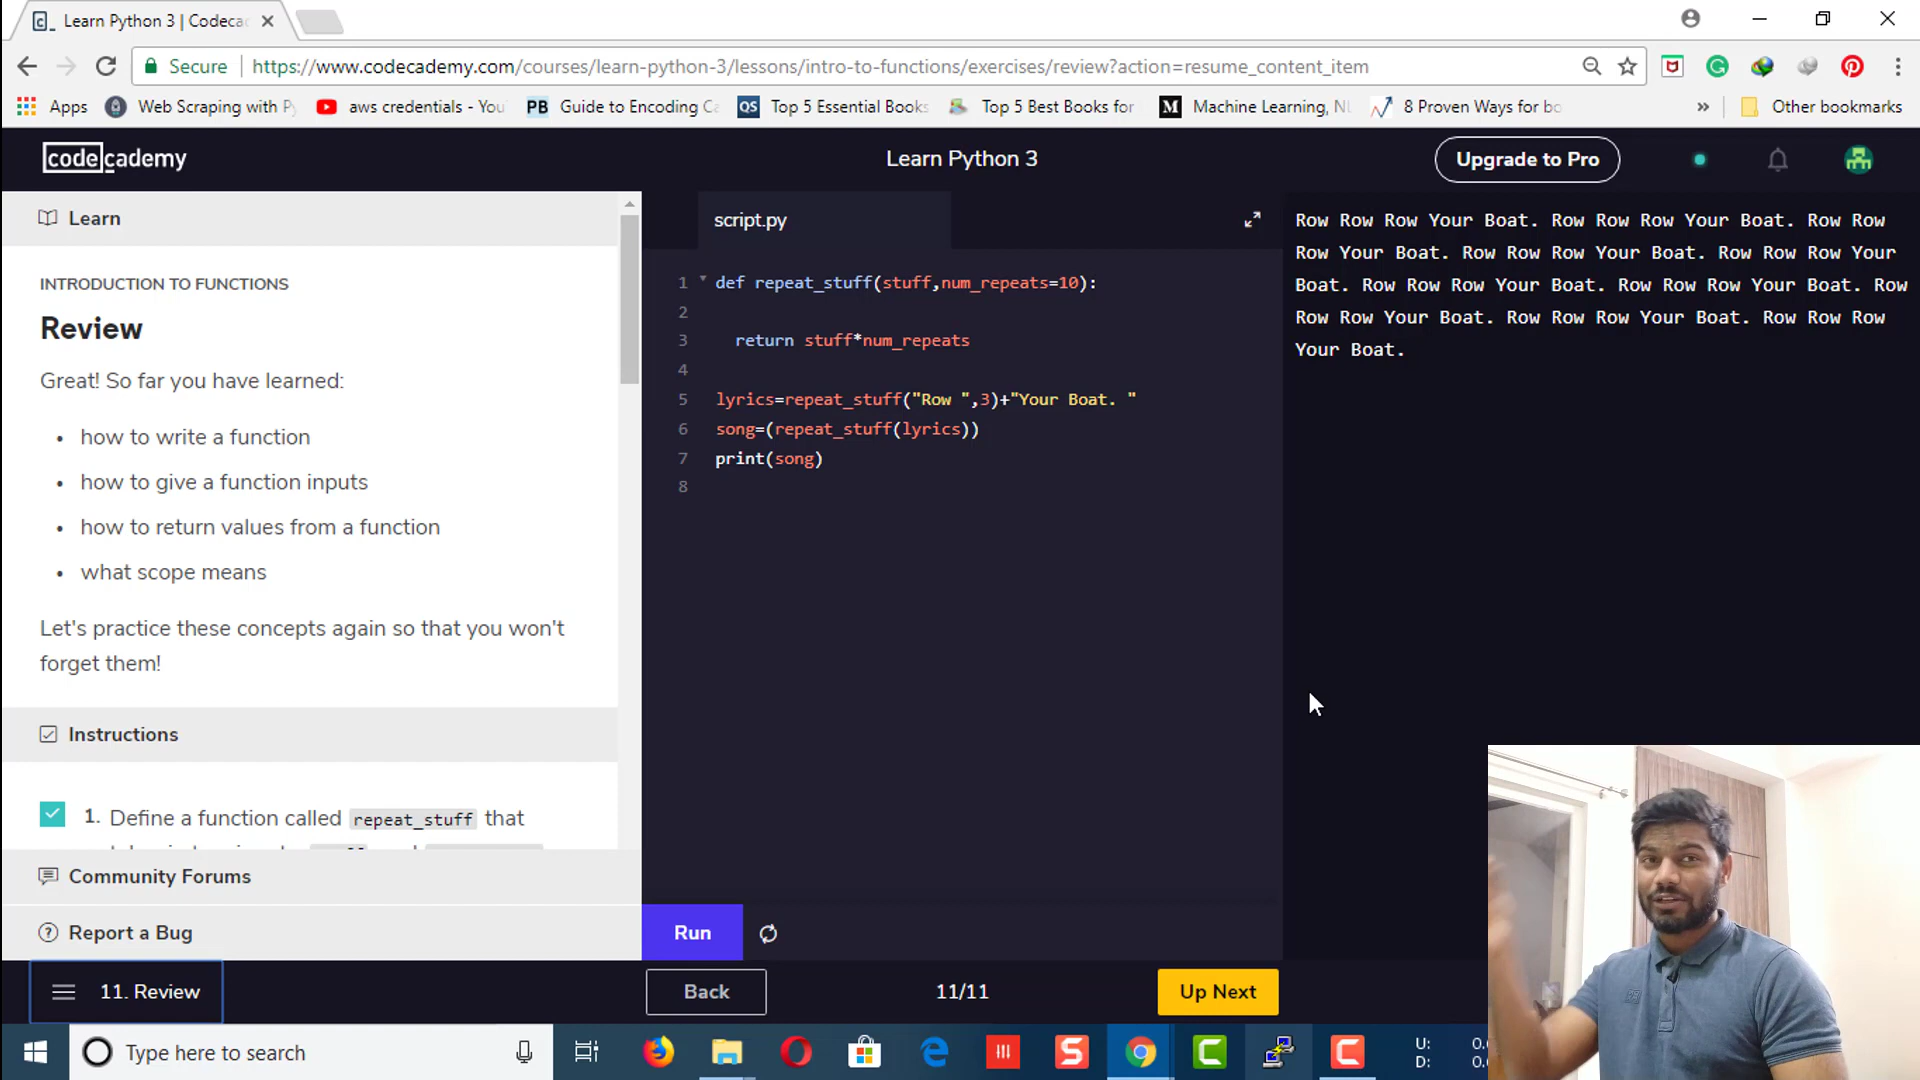 Learn Python 3 | Codeca
Secure
https://www.codecademy.com/courses/learn-python-3/lessons/intro-to-functions/exercises/review?action=resume_content_item
Apps
Web Scraping with Py
aws credentials - You
PB Guide to Encoding Ca
QS Top 5 Essential Books
Top 5 Best Books for
M Machine Learning, NL
8 Proven Ways for bo
»
Other bookmarks
codecademy
Learn Python 3
Upgrade to Pro
Learn
INTRODUCTION TO FUNCTIONS
Review
Great! So far you have learned:
• how to write a function
• how to give a function inputs
• how to return values from a function
• what scope means
Let's practice these concepts again so that you won't
forget them!
Instructions
1. Define a function called repeat_stuff that
Community Forums
Report a Bug
11. Review
script.py
1 def repeat_stuff(stuff,num_repeats=10):
2
3 return stuff*num_repeats
4
5 lyrics=repeat_stuff("Row ",3)+"Your Boat. "
6 song=(repeat_stuff(lyrics))
7 print(song)
8
Run
Back
11/11
Up Next
Row Row Row Your Boat. Row Row Row Your Boat. Row Row
Row Your Boat. Row Row Row Your Boat. Row Row Row Your
Boat. Row Row Row Your Boat. Row Row Row Your Boat. Row
Row Row Your Boat. Row Row Row Your Boat. Row Row Row
Your Boat.
Type here to search
U:
D: